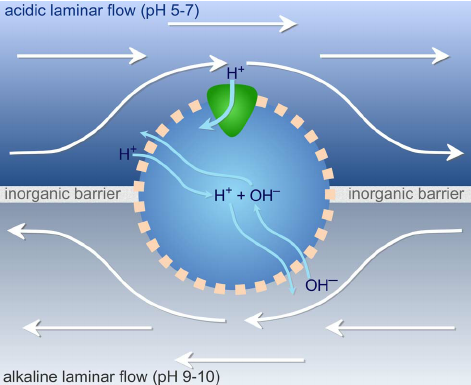 acidic laminar flow (pH 5-7)
H⁺
H⁺
H⁺ + OH⁻
inorganic barrier inorganic barrier
OH⁻
alkaline laminar flow (pH 9-10)